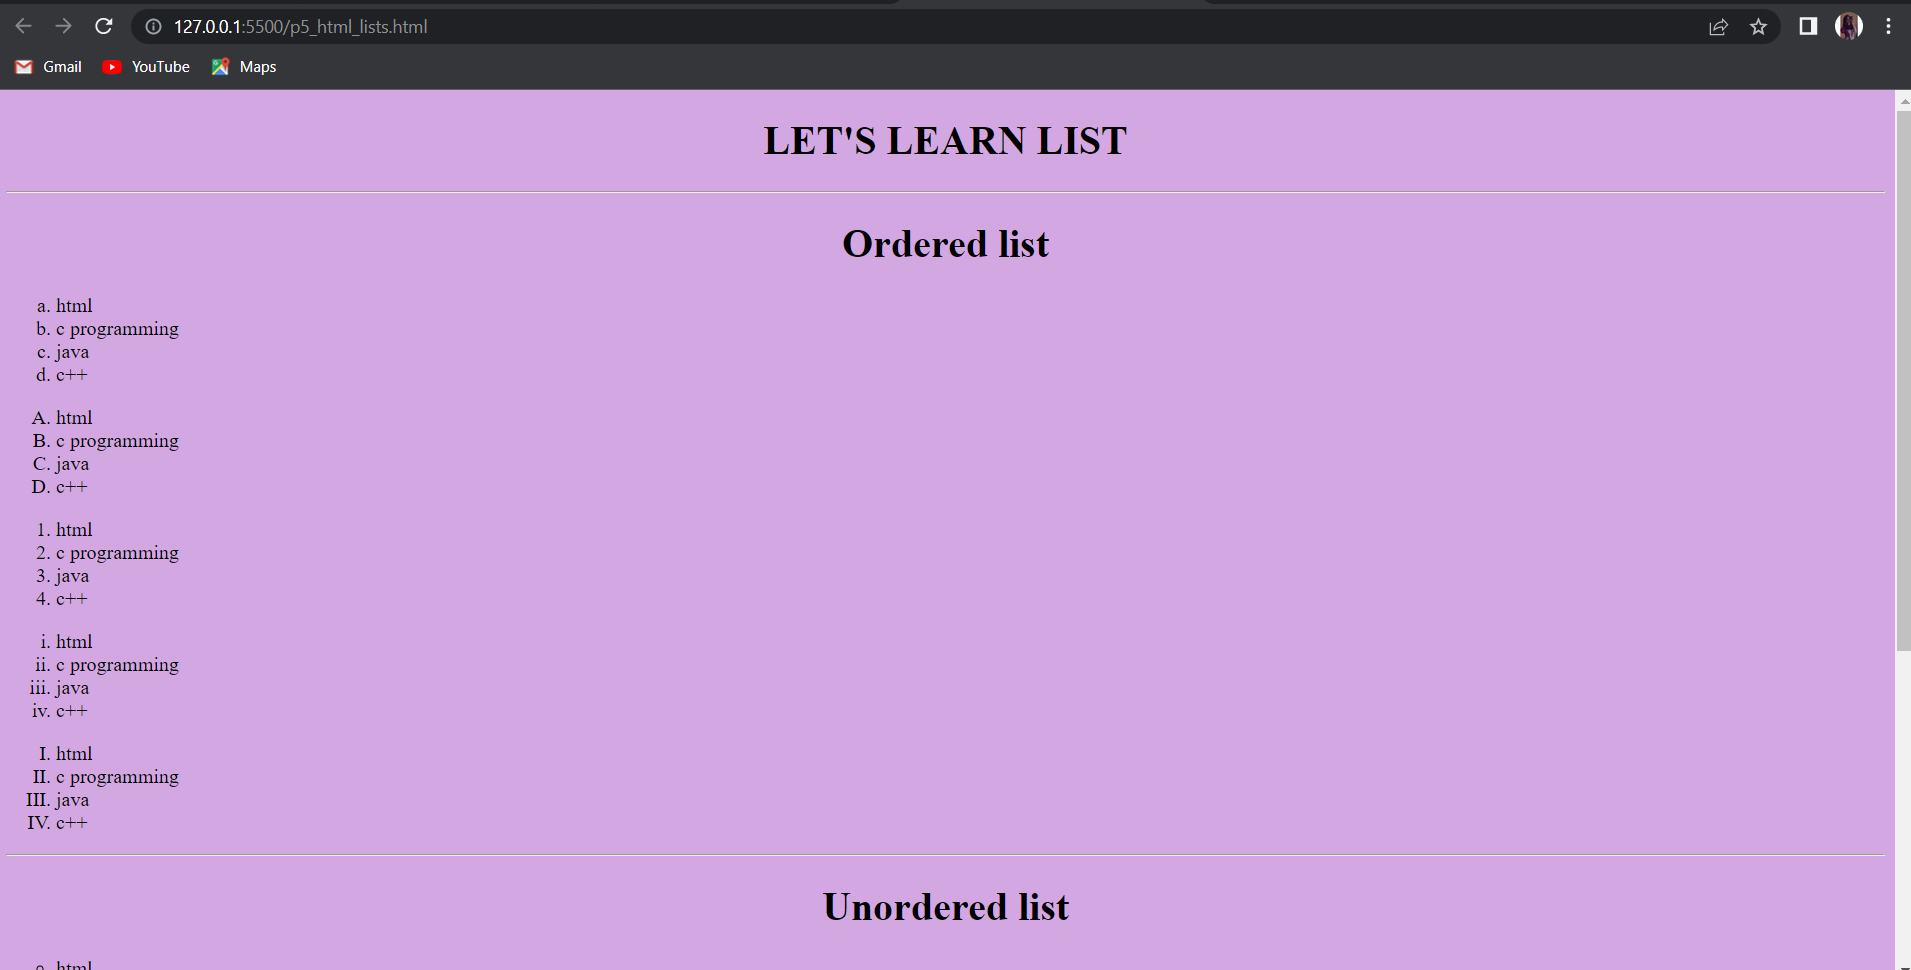 127.0.0.1:5500/p5_html_lists.html
Gmail YouTube Maps
LET'S LEARN LIST
Ordered list
a. html
b. c programming
c. java
d. c++
A. html
B. c programming
C. java
D. c++
1. html
2. c programming
3. java
4. c++
i. html
ii. c programming
iii. java
iv. c++
I. html
II. c programming
III. java
IV. c++
Unordered list
html